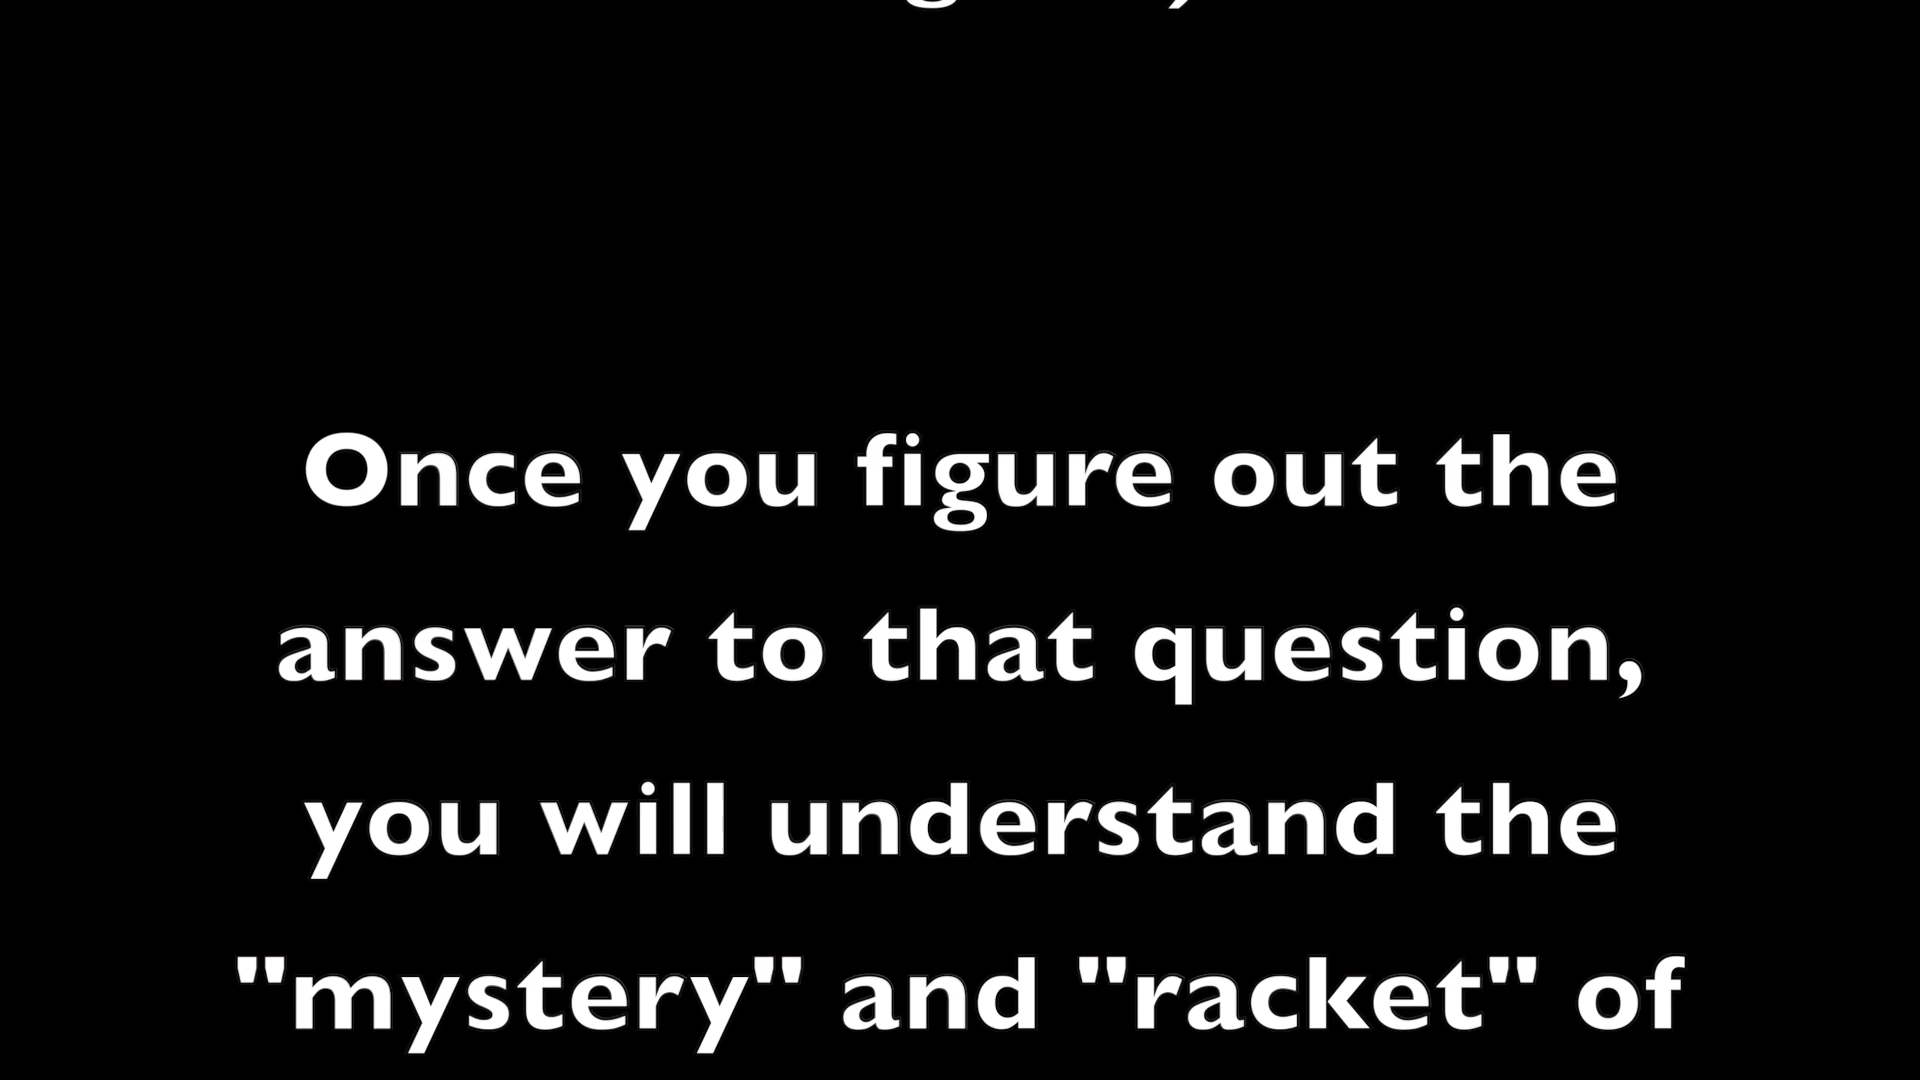 Once you figure out the
answer to that question,
you will understand the
"mystery" and "racket" of